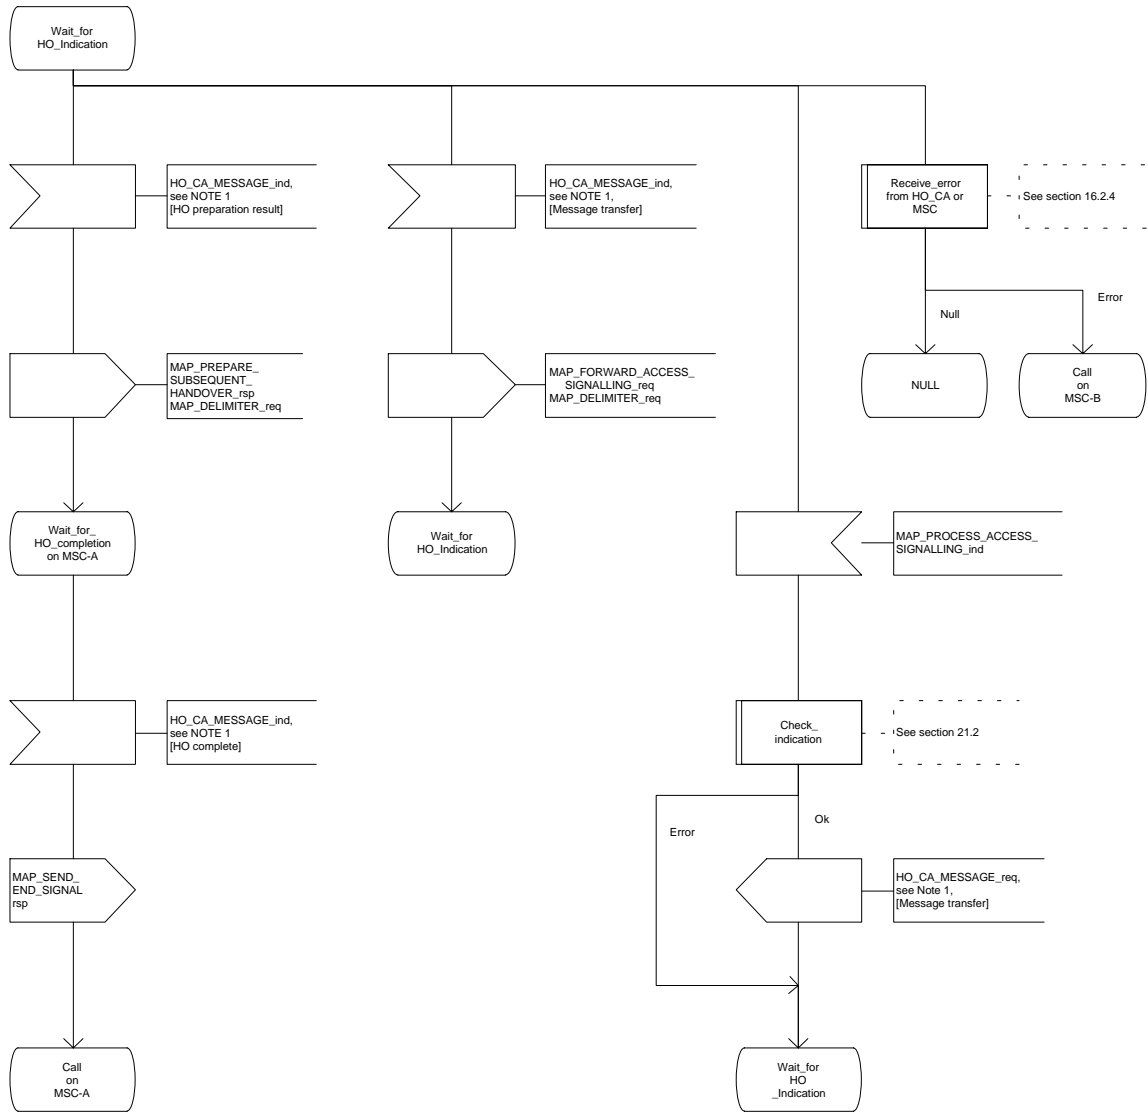 Wait_for
HO_Indication
HO_CA_MESSAGE_ind,
see NOTE 1
[HO preparation result]
HO_CA_MESSAGE_ind,
see NOTE 1,
[Message transfer]
Receive_error
from HO_CA or
MSC
See section 16.2.4
Null
Error
MAP_PREPARE_
SUBSEQUENT_
HANDOVER_rsp
MAP_DELIMITER_req
MAP_FORWARD_ACCESS_
SIGNALLING_req
MAP_DELIMITER_req
NULL
Call
on
MSC-B
Wait_for_
HO_completion
on MSC-A
Wait_for
HO_Indication
MAP_PROCESS_ACCESS_
SIGNALLING_ind
HO_CA_MESSAGE_ind,
see NOTE 1
[HO complete]
Check_
indication
See section 21.2
Error
Ok
MAP_SEND_
END_SIGNAL
rsp
HO_CA_MESSAGE_req,
see Note 1,
[Message transfer]
Call
on
MSC-A
Wait_for
HO
_Indication